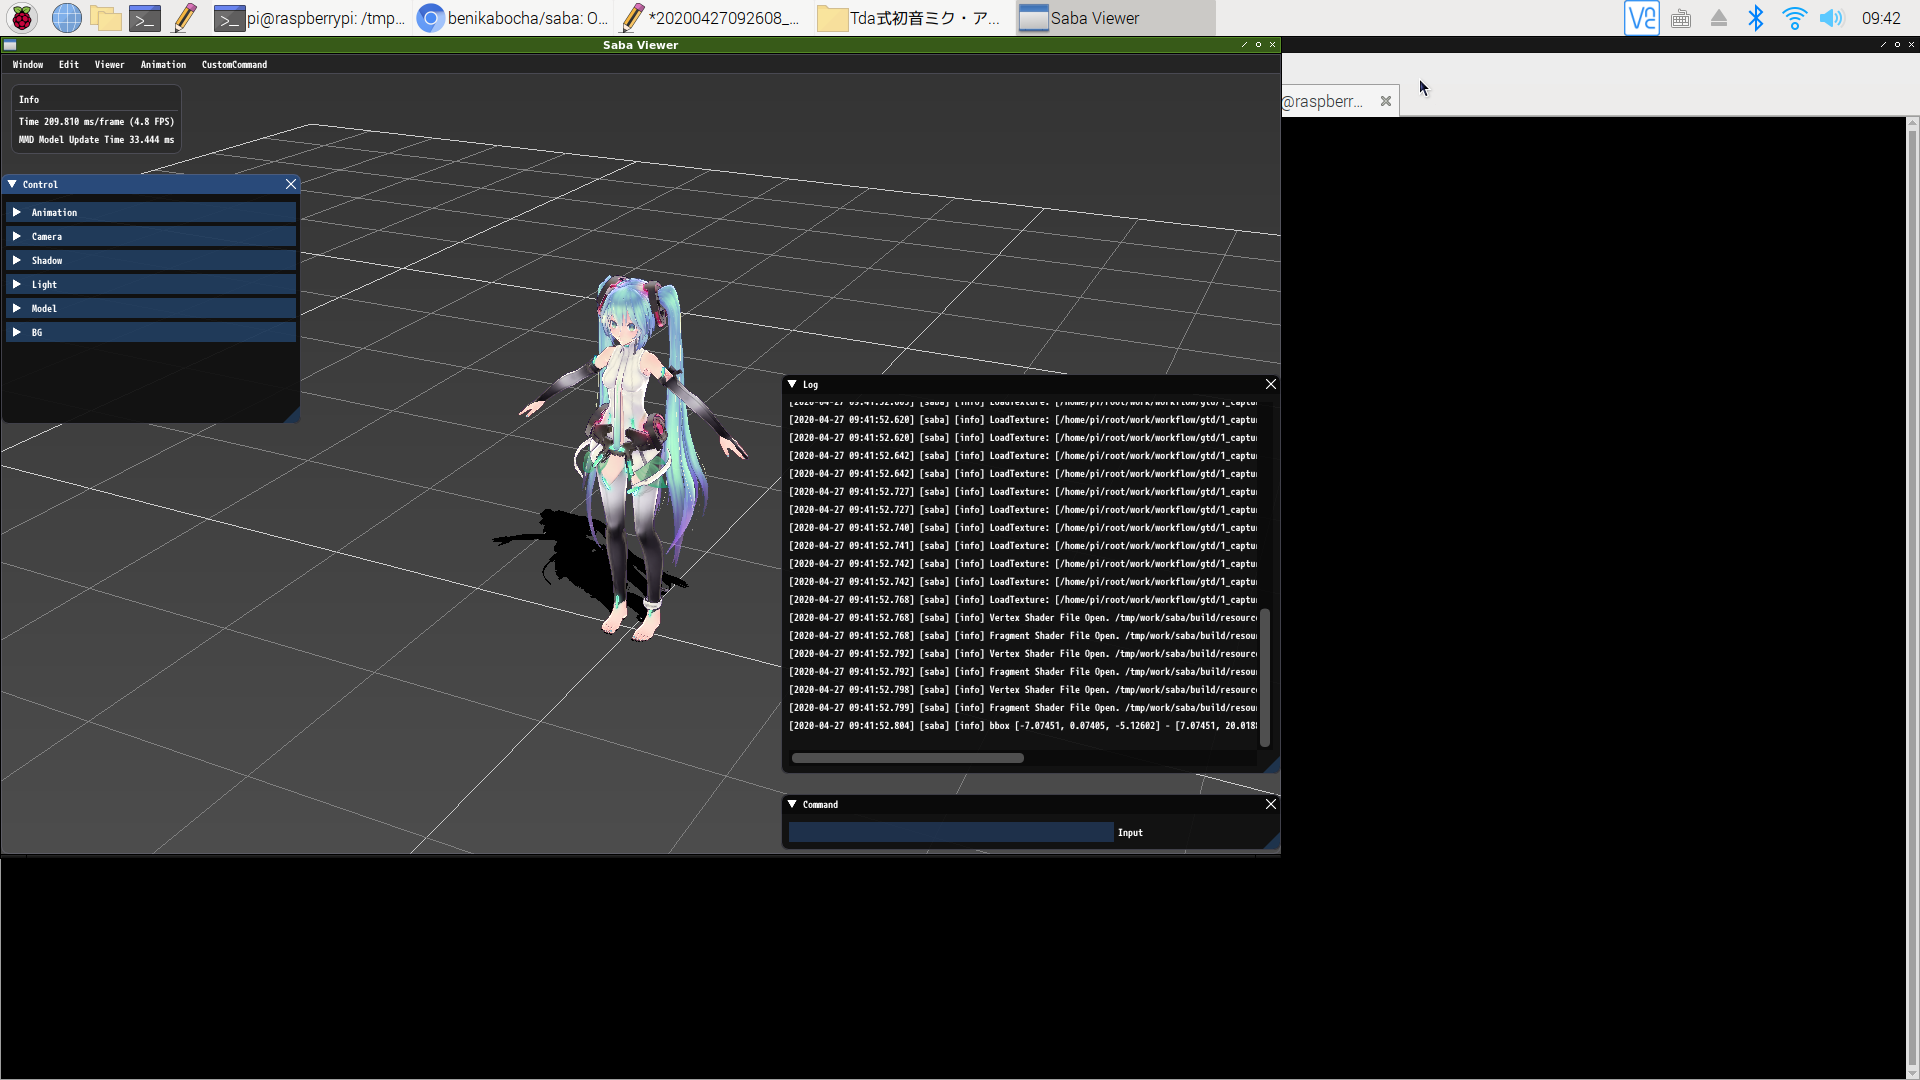 pi@raspberrypi: /tmp...
benikabocha/saba: O...
*20200427092608_...
Tda式初音ミク・ア...
Saba Viewer
09:42
Saba Viewer
Window Edit Viewer Animation CustomCommand
@raspberr...
Info
Time 209.810 ms/frame (4.8 FPS)
MMD Model Update Time 33.444 ms
Control
Animation
Camera
Shadow
Light
Model
BG
Log
[2020-04-27 09:41:52.603] [saba] [info] LoadTexture: [/home/pi/root/work/workflow/gtd/1_captu
[2020-04-27 09:41:52.620] [saba] [info] LoadTexture: [/home/pi/root/work/workflow/gtd/1_captu
[2020-04-27 09:41:52.620] [saba] [info] LoadTexture: [/home/pi/root/work/workflow/gtd/1_captu
[2020-04-27 09:41:52.642] [saba] [info] LoadTexture: [/home/pi/root/work/workflow/gtd/1_captu
[2020-04-27 09:41:52.642] [saba] [info] LoadTexture: [/home/pi/root/work/workflow/gtd/1_captu
[2020-04-27 09:41:52.727] [saba] [info] LoadTexture: [/home/pi/root/work/workflow/gtd/1_captu
[2020-04-27 09:41:52.727] [saba] [info] LoadTexture: [/home/pi/root/work/workflow/gtd/1_captu
[2020-04-27 09:41:52.740] [saba] [info] LoadTexture: [/home/pi/root/work/workflow/gtd/1_captu
[2020-04-27 09:41:52.741] [saba] [info] LoadTexture: [/home/pi/root/work/workflow/gtd/1_captu
[2020-04-27 09:41:52.742] [saba] [info] LoadTexture: [/home/pi/root/work/workflow/gtd/1_captu
[2020-04-27 09:41:52.742] [saba] [info] LoadTexture: [/home/pi/root/work/workflow/gtd/1_captu
[2020-04-27 09:41:52.768] [saba] [info] LoadTexture: [/home/pi/root/work/workflow/gtd/1_captu
[2020-04-27 09:41:52.768] [saba] [info] Vertex Shader File Open. /tmp/work/saba/build/resourc
[2020-04-27 09:41:52.768] [saba] [info] Fragment Shader File Open. /tmp/work/saba/build/resou
[2020-04-27 09:41:52.792] [saba] [info] Vertex Shader File Open. /tmp/work/saba/build/resourc
[2020-04-27 09:41:52.792] [saba] [info] Fragment Shader File Open. /tmp/work/saba/build/resou
[2020-04-27 09:41:52.798] [saba] [info] Vertex Shader File Open. /tmp/work/saba/build/resourc
[2020-04-27 09:41:52.799] [saba] [info] Fragment Shader File Open. /tmp/work/saba/build/resou
[2020-04-27 09:41:52.804] [saba] [info] bbox [-7.07451, 0.07405, -5.12602] - [7.07451, 20.018
Command
Input